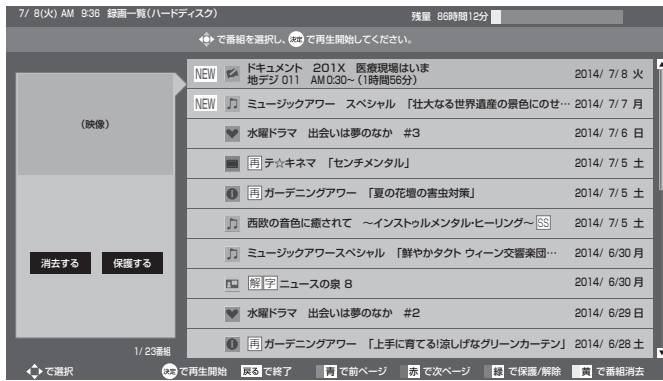 7/ 8(火) AM 9:36 録画一覧(ハードディスク)
残量 86時間12分
で番組を選択し、決定 で再生開始してください。
(映像)
消去する 保護する
1/ 23番組
NEW ドキュメント 201X 医療現場はいま
地デジ 011 AM 0:30~(1時間56分) 2014/ 7/ 8 火
NEW ミュージックアワー スペシャル 「壮大なる世界遺産の景色にのせ… 2014/ 7/ 7 月
水曜ドラマ 出会いは夢のなか #3 2014/ 7/ 6 日
再 テ☆キネマ 「センチメンタル」 2014/ 7/ 5 土
再 ガーデニングアワー 「夏の花壇の害虫対策」 2014/ 7/ 5 土
西欧の音色に癒されて ~インストゥルメンタル・ヒーリング~ SS 2014/ 7/ 5 土
ミュージックアワースペシャル 「鮮やかタクト ウィーン交響楽団… 2014/ 6/30 月
解 字 ニュースの泉 8 2014/ 6/30 月
水曜ドラマ 出会いは夢のなか #2 2014/ 6/29 日
再 ガーデニングアワー 「上手に育てる!涼しげなグリーンカーテン」 2014/ 6/28 土
で選択 決定 で再生開始 戻る で終了 青 で前ページ 赤 で次ページ 緑 で保護/解除 黄 で番組消去